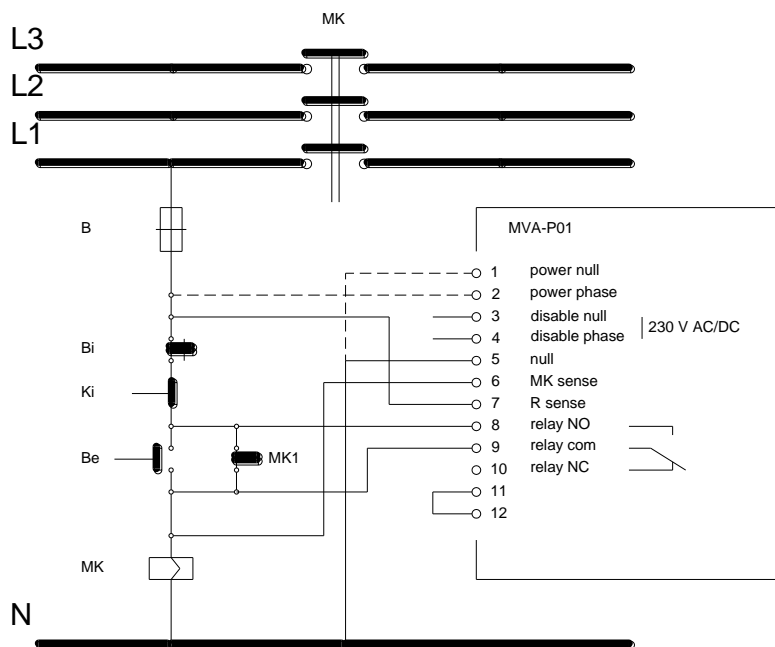 MK
L3
L2
L1
B
MVA-P01
1 power null
2 power phase
3 disable null
4 disable phase
230 V AC/DC
5 null
6 MK sense
7 R sense
8 relay NO
9 relay com
10 relay NC
11
12
Bi
Ki
Be
MK1
MK
N